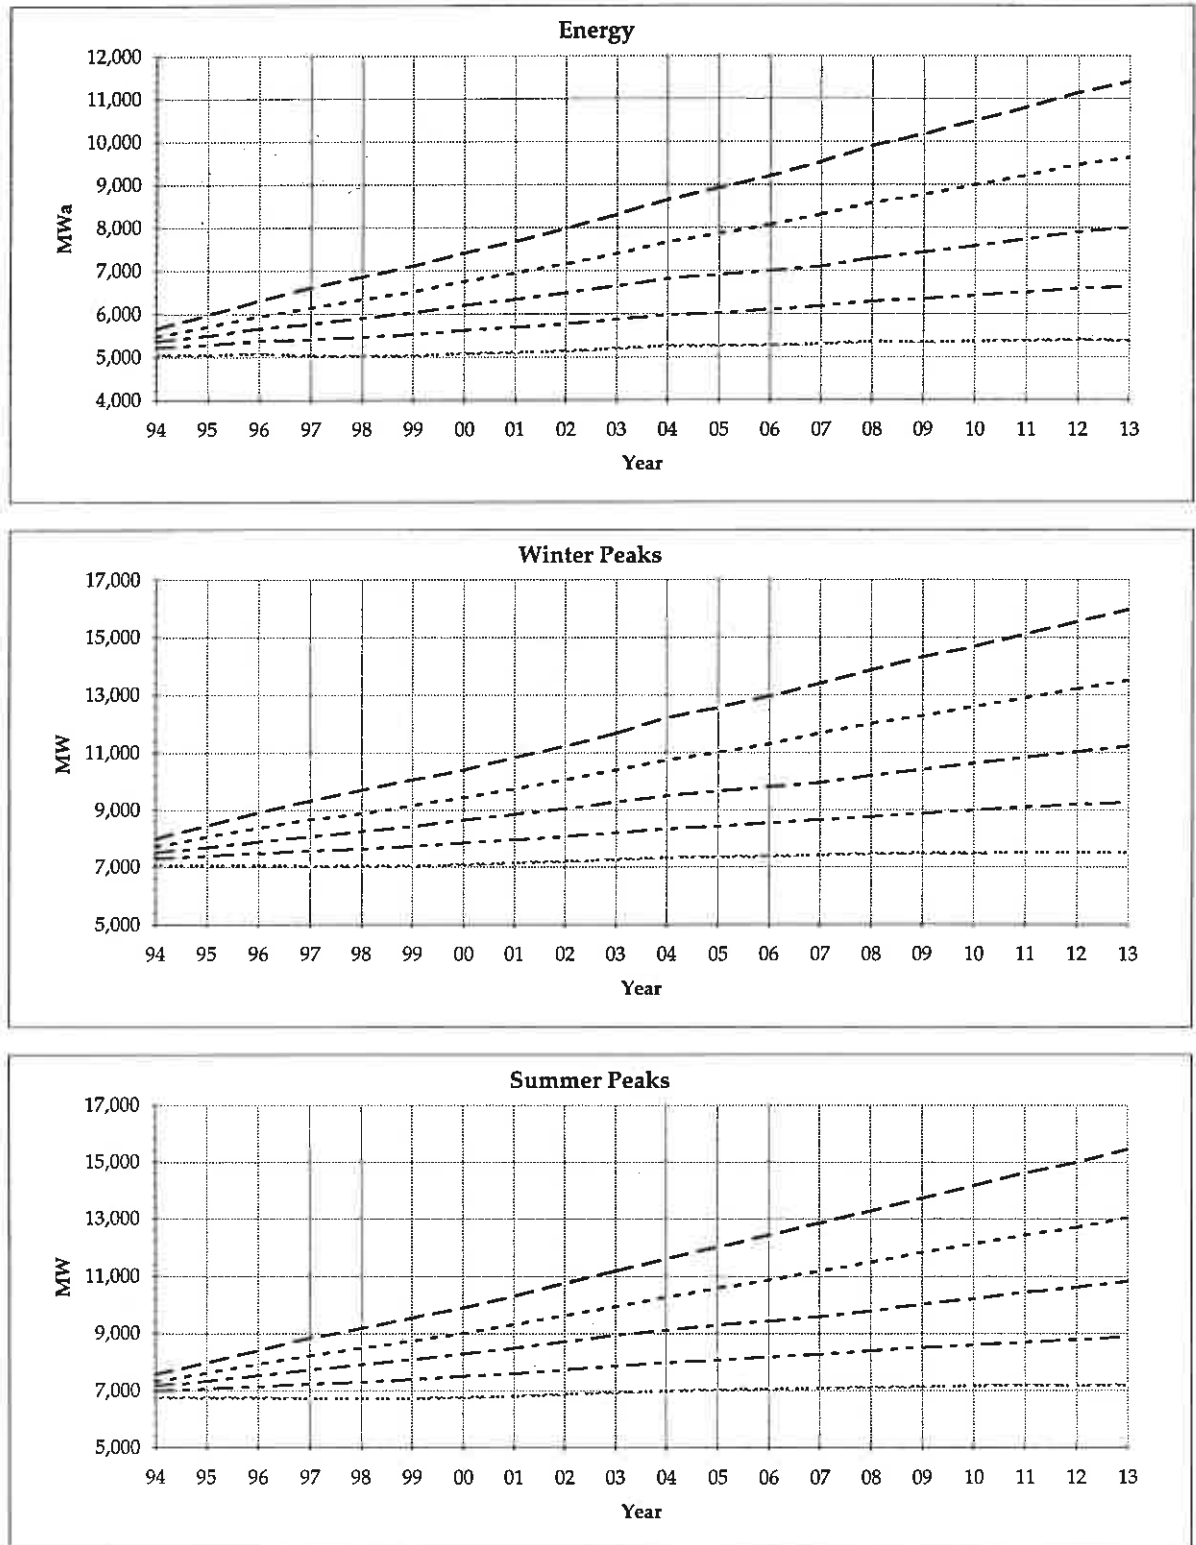 Energy
12,000
11,000
10,000
9,000
8,000
7,000
6,000
5,000
4,000
MWa
94 95 96 97 98 99 00 01 02 03 04 05 06 07 08 09 10 11 12 13
Year
Winter Peaks
17,000
15,000
13,000
11,000
9,000
7,000
5,000
MW
94 95 96 97 98 99 00 01 02 03 04 05 06 07 08 09 10 11 12 13
Year
Summer Peaks
17,000
15,000
13,000
11,000
9,000
7,000
5,000
MW
94 95 96 97 98 99 00 01 02 03 04 05 06 07 08 09 10 11 12 13
Year